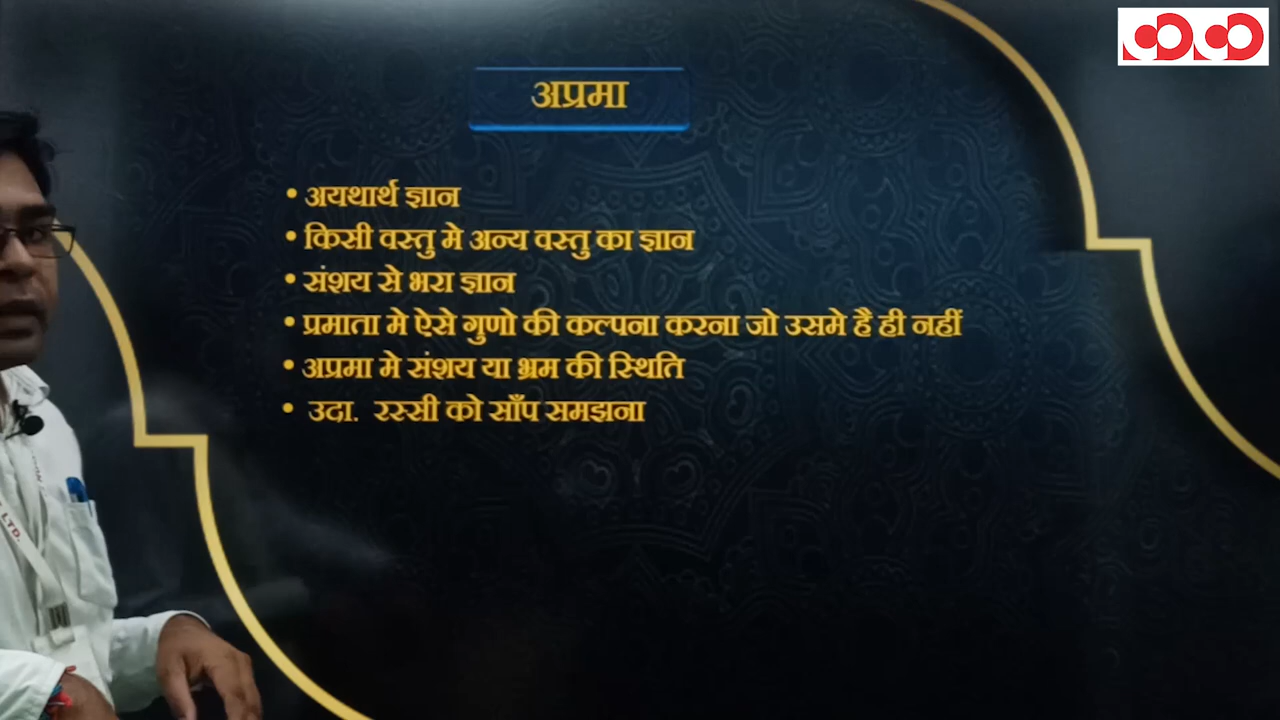 अप्रमा
• अयथार्थ ज्ञान
• किसी वस्तु मे अन्य वस्तु का ज्ञान
• संशय से भरा ज्ञान
• प्रमाता मे ऐसे गुणो की कल्पना करना जो उसमे है ही नहीं
• अप्रमा मे संशय या भ्रम की स्थिति
• उदा. रस्सी को साँप समझना
LTD.